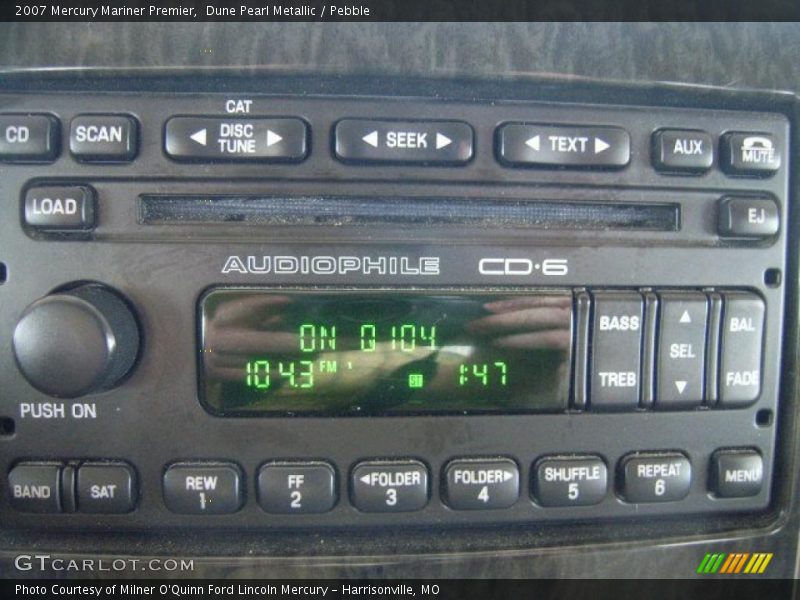 2007 Mercury Mariner Premier,  Dune Pearl Metallic / Pebble
CAT
CD SCAN ◄ DISC TUNE ► ◄ SEEK ► ◄ TEXT ► AUX MUTE
LOAD EJ
AUDIOPHILE CD·6
ON Q104
104.3 FM 1 ST 1:47
BASS TREB ▲ SEL ▼ BAL FADE
PUSH ON
BAND SAT REW 1 FF 2 ◄FOLDER 3 FOLDER► 4 SHUFFLE 5 REPEAT 6 MENU
GTCARLOT.COM
Photo Courtesy of Milner O'Quinn Ford Lincoln Mercury – Harrisonville, MO